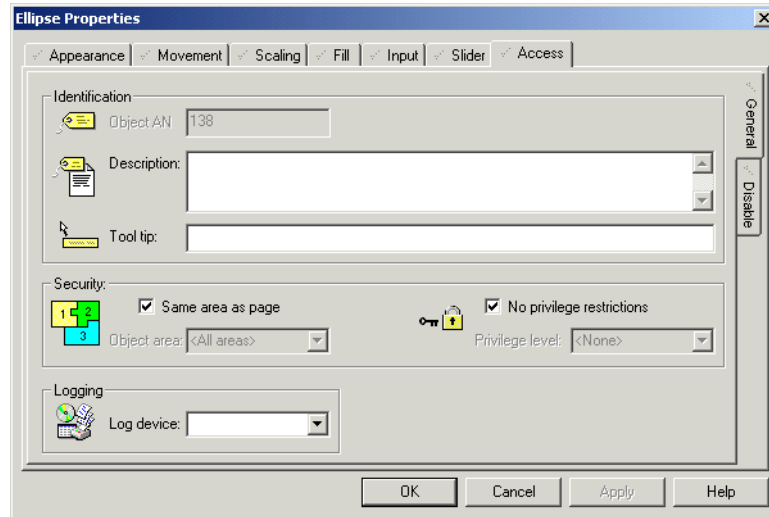 Ellipse Properties
Appearance Movement Scaling Fill Input Slider Access
General
Disable
Identification
Object AN 138
Description:
Tool tip:
Security:
1 2 3
Same area as page
No privilege restrictions
Object area: <All areas>
Privilege level: <None>
Logging
Log device:
OK Cancel Apply Help